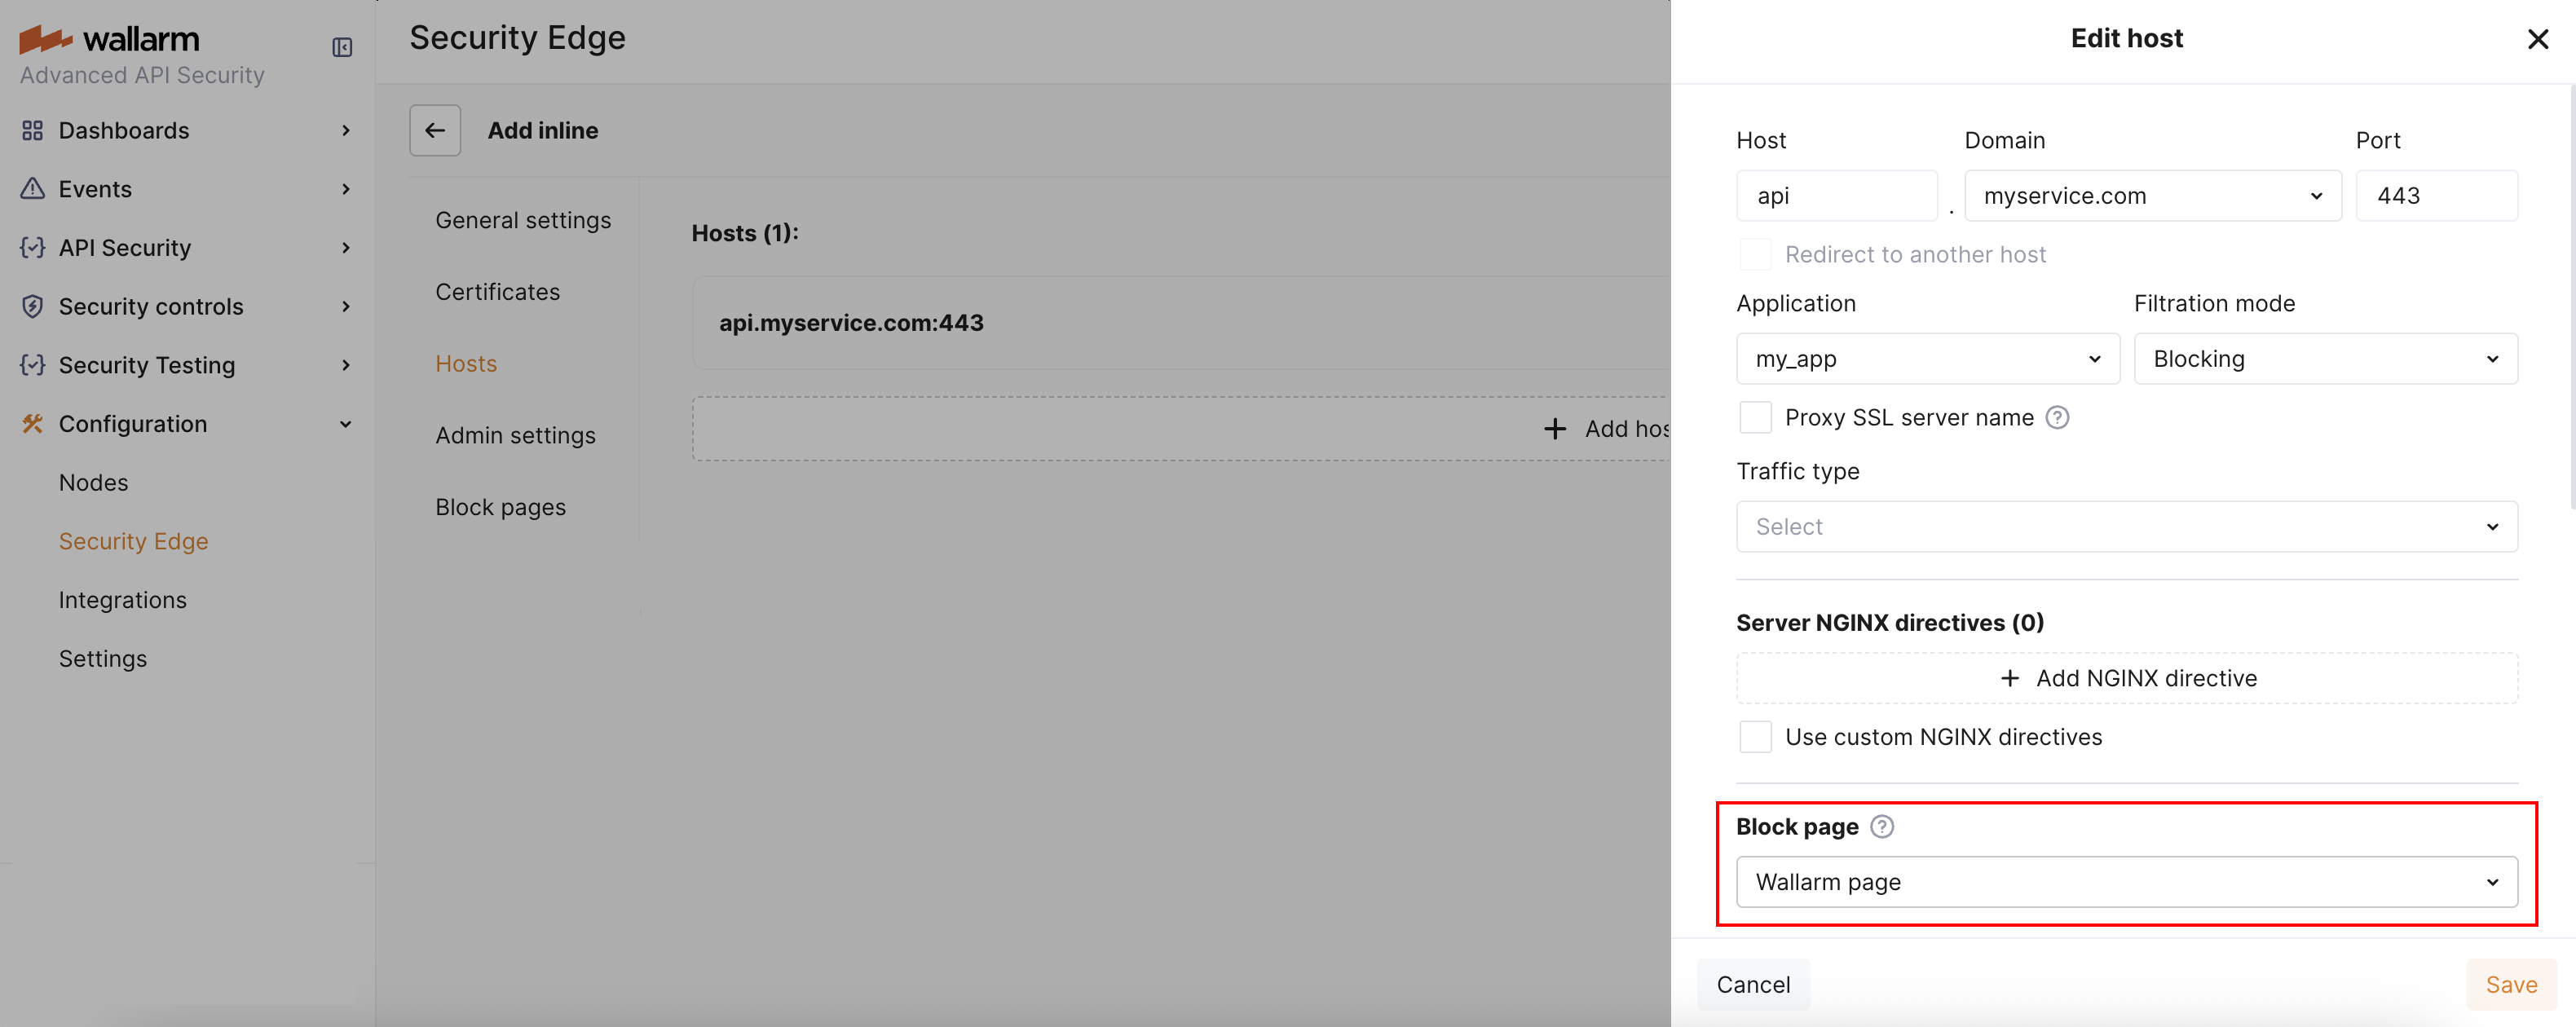 wallarm
Advanced API Security
Dashboards
Events
API Security
Security controls
Security Testing
Configuration
Nodes
Security Edge
Integrations
Settings
Security Edge
Add inline
General settings
Certificates
Hosts
Admin settings
Block pages
Hosts (1):
api.myservice.com:443
+ Add hos
Edit host
Host Domain Port
api . myservice.com 443
Redirect to another host
Application Filtration mode
my_app Blocking
Proxy SSL server name ?
Traffic type
Select
Server NGINX directives (0)
+ Add NGINX directive
Use custom NGINX directives
Block page ?
Wallarm page
Cancel Save